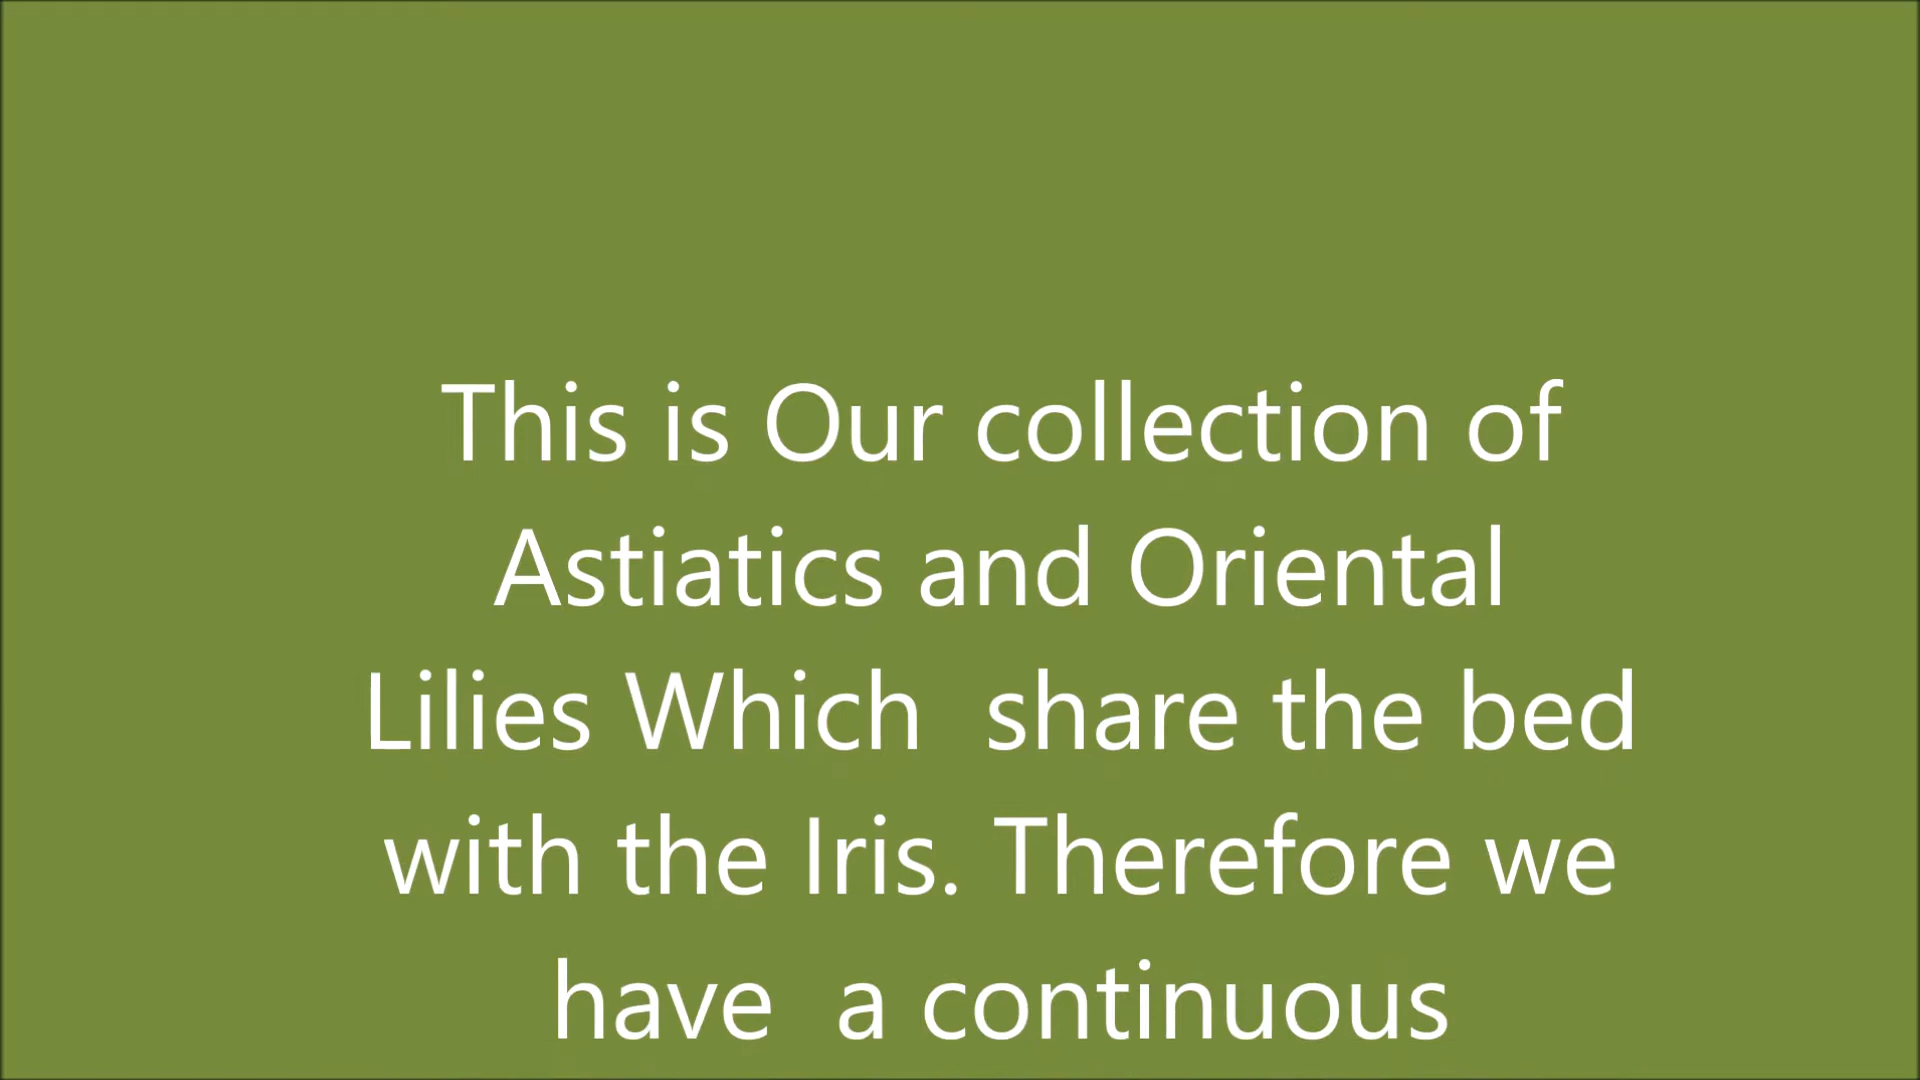 This is Our collection of
Astiatics and Oriental
Lilies Which  share the bed
with the Iris. Therefore we
have  a continuous